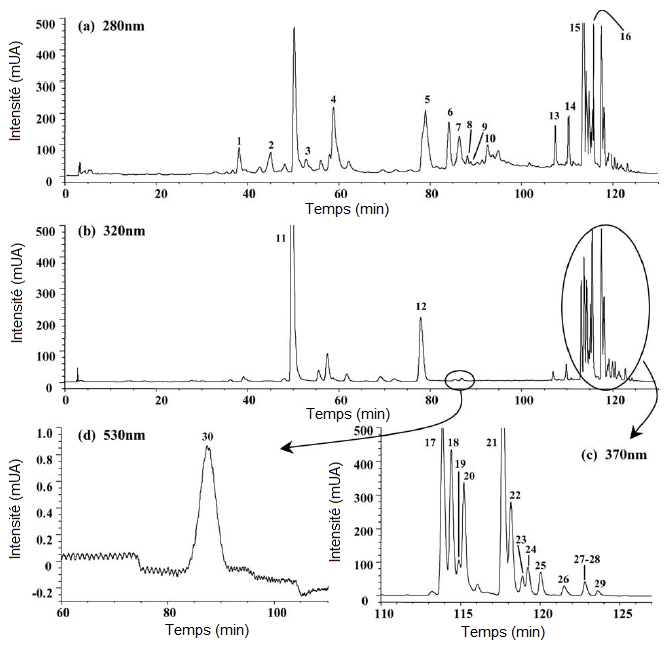 (a) 280nm
Intensité (mUA)
500
400
300
200
100
0
1 2 3 4 5 6 7 8 9 10 13 14 15 16
0 20 40 60 80 100 120
Temps (min)
(b) 320nm
Intensité (mUA)
500
400
300
200
100
0
11 12
0 20 40 60 80 100 120
Temps (min)
(d) 530nm
Intensité (mUA)
1.0
0.8
0.6
0.4
0.2
0
-0.2
30
60 80 100
Temps (min)
(c) 370nm
Intensité (mUA)
500
400
300
200
100
0
17 18 19 20 21 22 23 24 25 26 27-28 29
110 115 120 125
Temps (min)